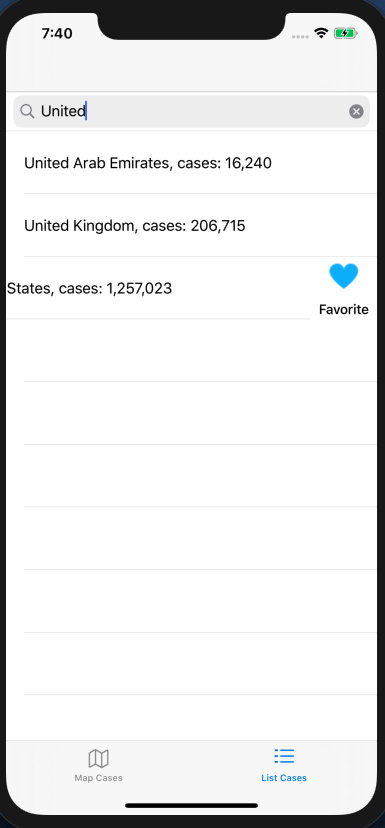 7:40
United
United Arab Emirates, cases: 16,240
United Kingdom, cases: 206,715
States, cases: 1,257,023
Favorite
Map Cases
List Cases